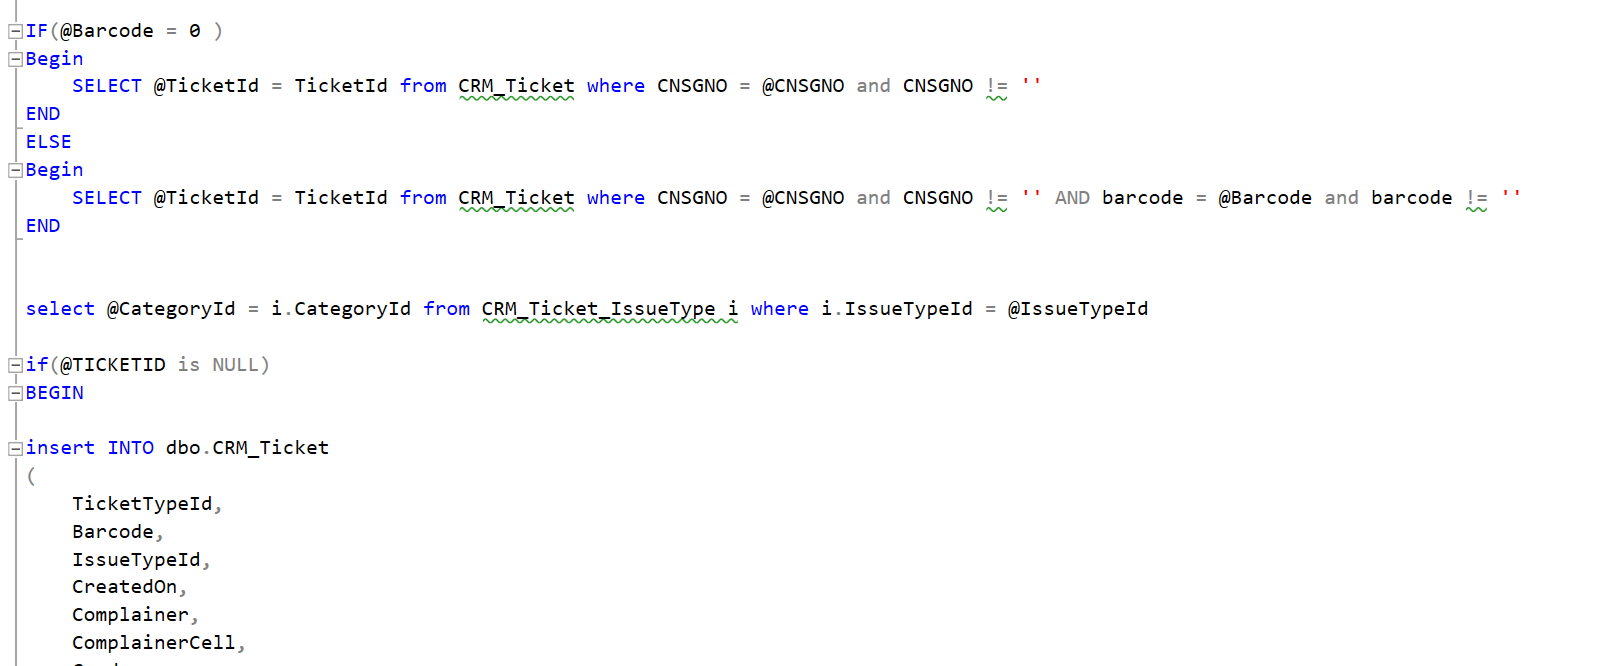 IF(@Barcode = 0 )
Begin
    SELECT @TicketId = TicketId from CRM_Ticket where CNSGNO = @CNSGNO and CNSGNO != ''
END
ELSE
Begin
    SELECT @TicketId = TicketId from CRM_Ticket where CNSGNO = @CNSGNO and CNSGNO != '' AND barcode = @Barcode and barcode != ''
END
select @CategoryId = i.CategoryId from CRM_Ticket_IssueType i where i.IssueTypeId = @IssueTypeId
if(@TICKETID is NULL)
BEGIN
insert INTO dbo.CRM_Ticket
(
    TicketTypeId,
    Barcode,
    IssueTypeId,
    CreatedOn,
    Complainer,
    ComplainerCell,